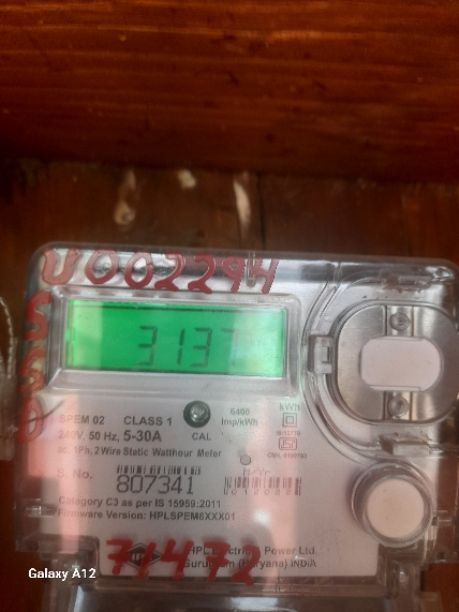 U002294
3137
SPEM 02 CLASS 1
240V, 50 Hz, 5-30A
ac, 1Ph, 2 Wire Static Watthour Meter
CAL
6400
Imp/kWh
kWh
S. No.
807341
M/Yr.
Category C3 as per IS 15959:2011
Firmware Version: HPLSPEM6XXX01
71472
HPL Electric & Power Ltd.
Gurugram (Haryana) INDIA
Galaxy A12